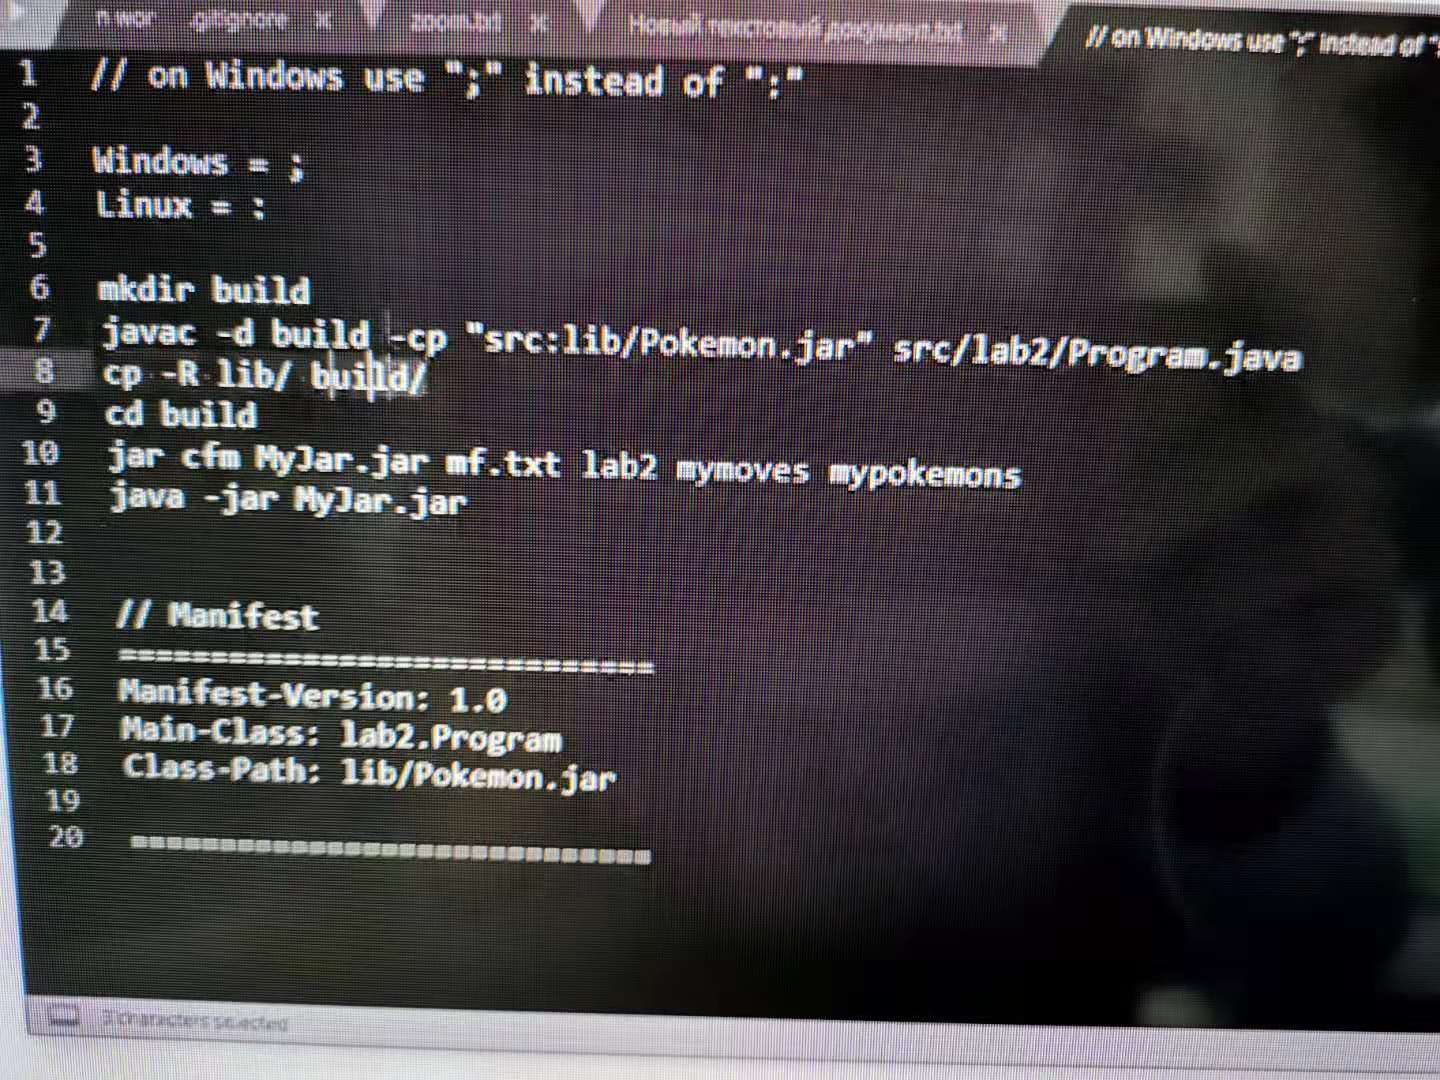 .gitignore
zoom.txt
Новый текстовый документ.txt
// on Windows use ";" instead of "
// on Windows use ";" instead of ":"
1
2
3 Windows = ;
4 Linux = :
5
6 mkdir build
7 javac -d build -cp "src:lib/Pokemon.jar" src/lab2/Program.java
8 cp -R lib/ build/
9 cd build
10 jar cfm MyJar.jar mf.txt lab2 mymoves mypokemons
11 java -jar MyJar.jar
12
13
14 // Manifest
15 =============================
16 Manifest-Version: 1.0
17 Main-Class: lab2.Program
18 Class-Path: lib/Pokemon.jar
19
20 =============================
characters selected